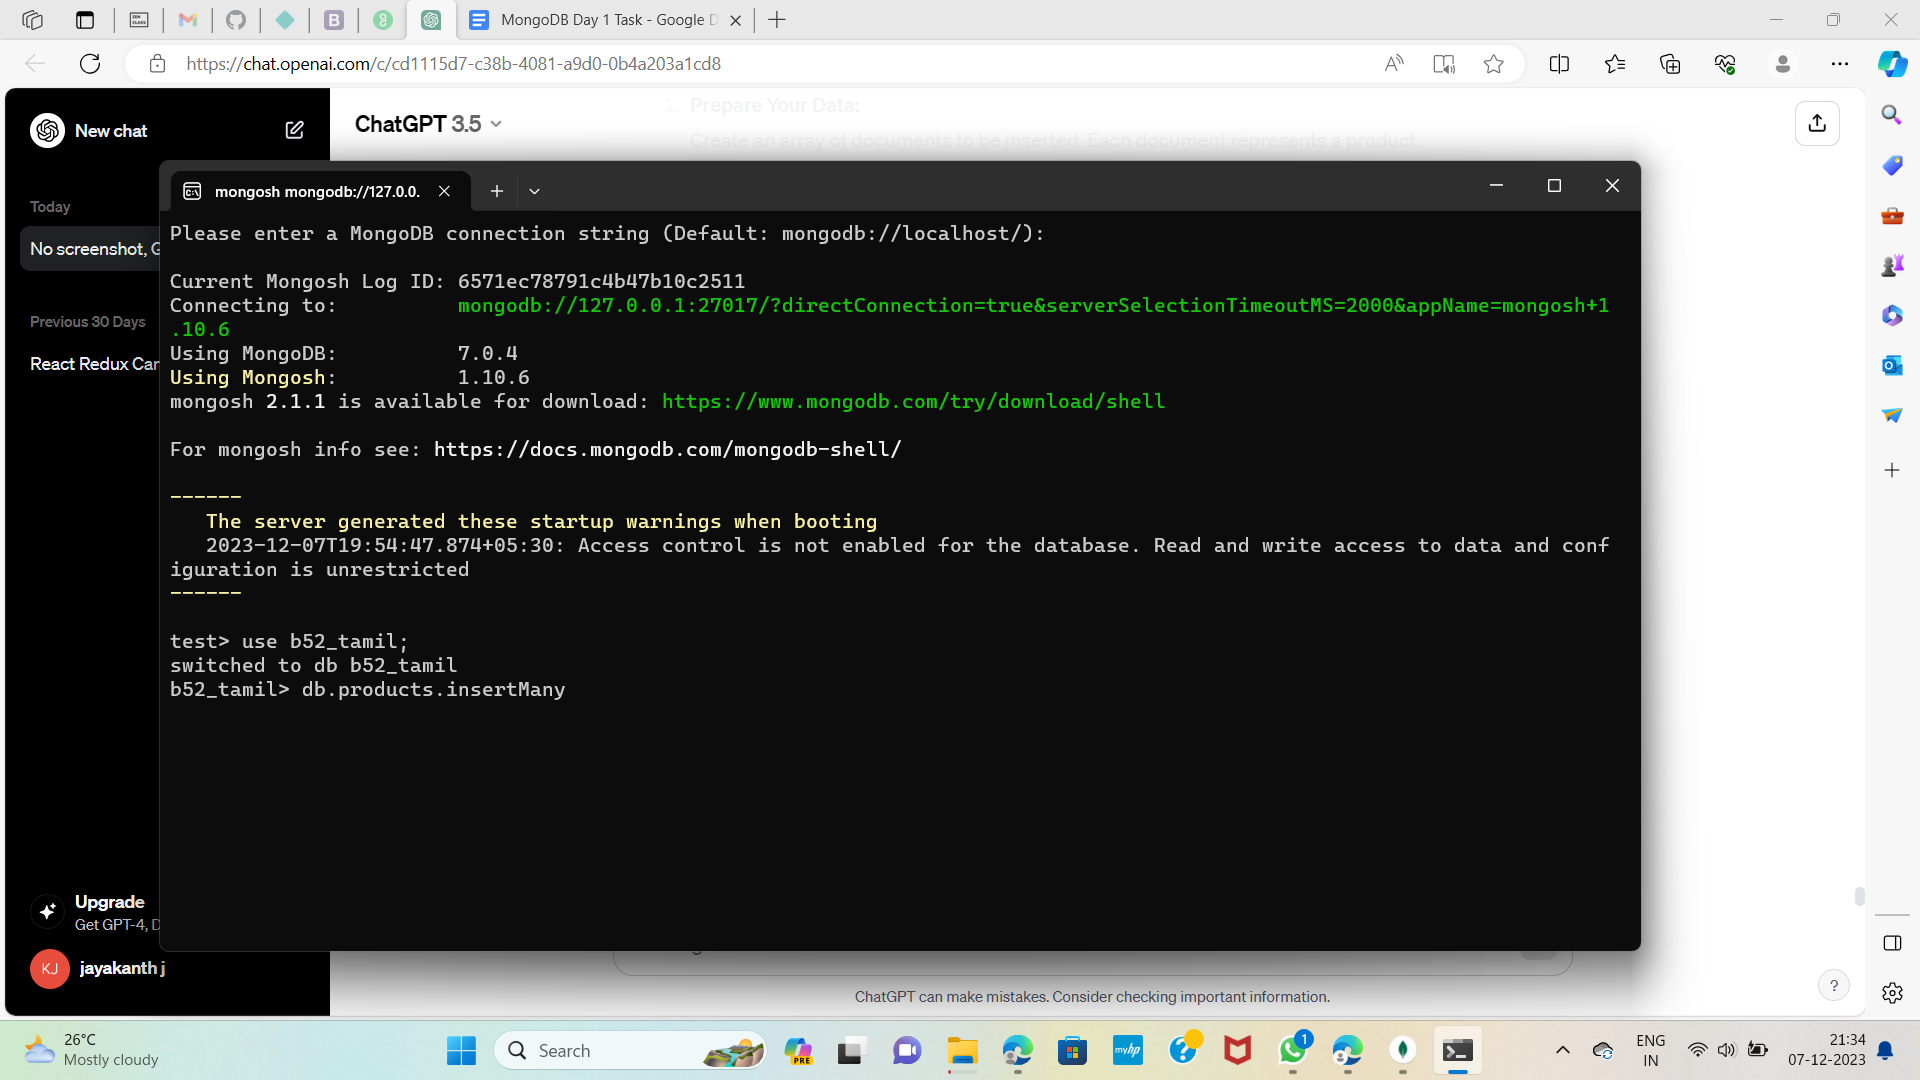 MongoDB Day 1 Task - Google D
https://chat.openai.com/c/cd1115d7-c38b-4081-a9d0-0b4a203a1cd8
New chat
ChatGPT 3.5
1. Prepare Your Data:
Create an array of documents to be inserted. Each document represents a product,
Today
No screenshot, G
Previous 30 Days
React Redux Car
mongosh mongodb://127.0.0.
Please enter a MongoDB connection string (Default: mongodb://localhost/):
Current Mongosh Log ID: 6571ec78791c4b47b10c2511
Connecting to: mongodb://127.0.0.1:27017/?directConnection=true&serverSelectionTimeoutMS=2000&appName=mongosh+1
.10.6
Using MongoDB: 7.0.4
Using Mongosh: 1.10.6
mongosh 2.1.1 is available for download: https://www.mongodb.com/try/download/shell
For mongosh info see: https://docs.mongodb.com/mongodb-shell/
------
The server generated these startup warnings when booting
2023-12-07T19:54:47.874+05:30: Access control is not enabled for the database. Read and write access to data and conf
iguration is unrestricted
------
test> use b52_tamil;
switched to db b52_tamil
b52_tamil> db.products.insertMany
Upgrade
Get GPT-4, D
KJ
jayakanth j
ChatGPT can make mistakes. Consider checking important information.
?
26°C
Mostly cloudy
Search
PRE
myhp
1
ENG
IN
21:34
07-12-2023